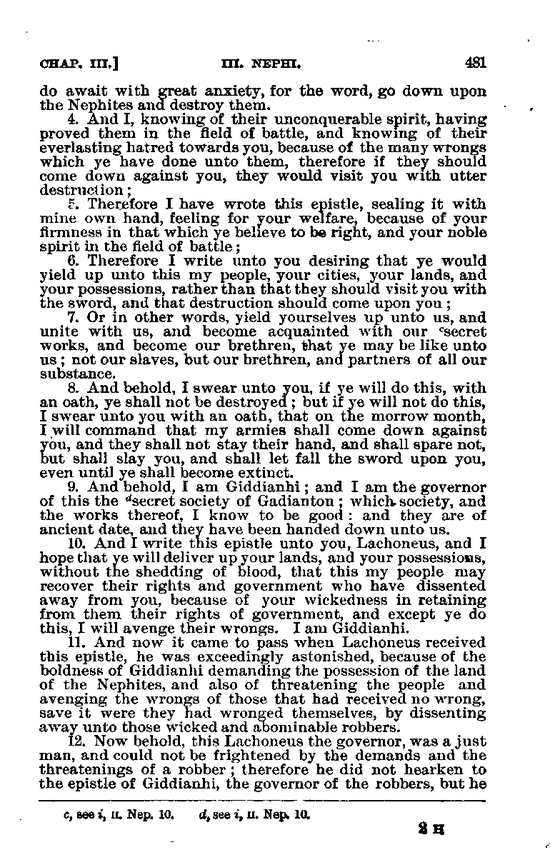 CHAP. III.] III. NEPHI. 481
do await with great anxiety, for the word, go down upon
the Nephites and destroy them.
4. And I, knowing of their unconquerable spirit, having
proved them in the field of battle, and knowing of their
everlasting hatred towards you, because of the many wrongs
which ye have done unto them, therefore if they should
come down against you, they would visit you with utter
destruction;
5. Therefore I have wrote this epistle, sealing it with
mine own hand, feeling for your welfare, because of your
firmness in that which ye believe to be right, and your noble
spirit in the field of battle;
6. Therefore I write unto you desiring that ye would
yield up unto this my people, your cities, your lands, and
your possessions, rather than that they should visit you with
the sword, and that destruction should come upon you;
7. Or in other words, yield yourselves up unto us, and
unite with us, and become acquainted with our ᶜsecret
works, and become our brethren, that ye may be like unto
us; not our slaves, but our brethren, and partners of all our
substance.
8. And behold, I swear unto you, if ye will do this, with
an oath, ye shall not be destroyed; but if ye will not do this,
I swear unto you with an oath, that on the morrow month,
I will command that my armies shall come down against
you, and they shall not stay their hand, and shall spare not,
but shall slay you, and shall let fall the sword upon you,
even until ye shall become extinct.
9. And behold, I am Giddianhi; and I am the governor
of this the ᵈsecret society of Gadianton; which society, and
the works thereof, I know to be good: and they are of
ancient date, and they have been handed down unto us.
10. And I write this epistle unto you, Lachoneus, and I
hope that ye will deliver up your lands, and your possessions,
without the shedding of blood, that this my people may
recover their rights and government who have dissented
away from you, because of your wickedness in retaining
from them their rights of government, and except ye do
this, I will avenge their wrongs. I am Giddianhi.
11. And now it came to pass when Lachoneus received
this epistle, he was exceedingly astonished, because of the
boldness of Giddianhi demanding the possession of the land
of the Nephites, and also of threatening the people and
avenging the wrongs of those that had received no wrong,
save it were they had wronged themselves, by dissenting
away unto those wicked and abominable robbers.
12. Now behold, this Lachoneus the governor, was a just
man, and could not be frightened by the demands and the
threatenings of a robber; therefore he did not hearken to
the epistle of Giddianhi, the governor of the robbers, but he
c, see i, II. Nep. 10. d, see i, II. Nep. 10.
2 H